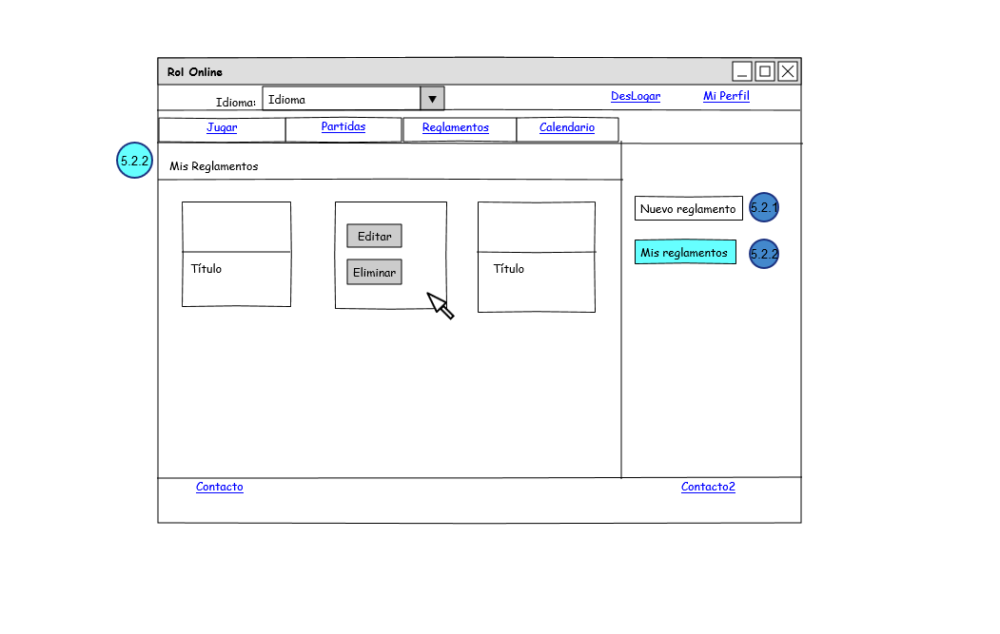 Rol Online
Idioma: Idioma
DesLogar Mi Perfil
Jugar Partidas Reglamentos Calendario
5.2.2
Mis Reglamentos
Nuevo reglamento 5.2.1
Editar
Mis reglamentos 5.2.2
Título
Eliminar
Título
Contacto Contacto2